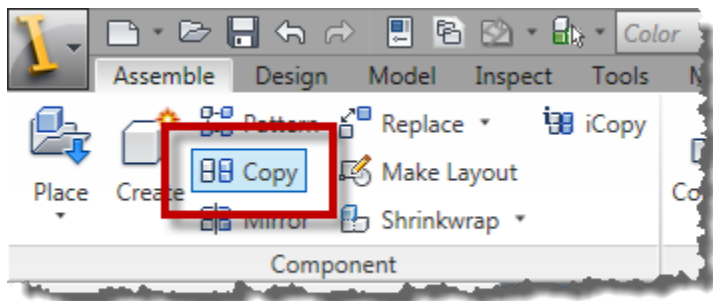 Color
Assemble Design Model Inspect Tools
Pattern Replace iCopy
Copy Make Layout
Place Create
Mirror Shrinkwrap
Component